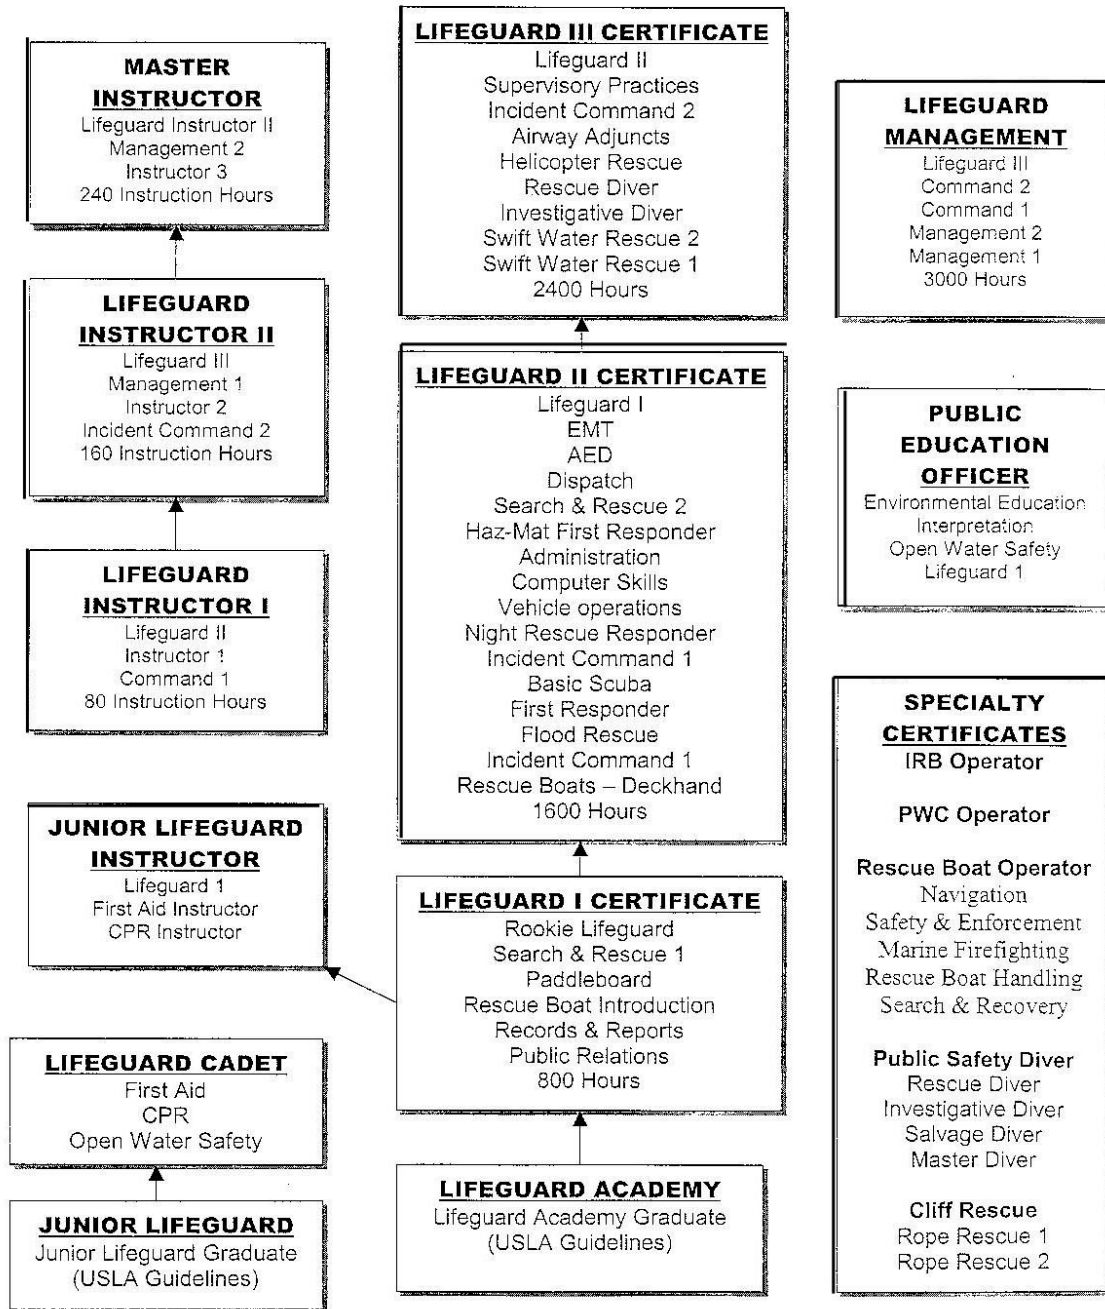 MASTER
INSTRUCTOR
Lifeguard Instructor II
Management 2
Instructor 3
240 Instruction Hours
LIFEGUARD
INSTRUCTOR II
Lifeguard III
Management 1
Instructor 2
Incident Command 2
160 Instruction Hours
LIFEGUARD
INSTRUCTOR I
Lifeguard II
Instructor 1
Command 1
80 Instruction Hours
JUNIOR LIFEGUARD
INSTRUCTOR
Lifeguard 1
First Aid Instructor
CPR Instructor
LIFEGUARD CADET
First Aid
CPR
Open Water Safety
JUNIOR LIFEGUARD
Junior Lifeguard Graduate
(USLA Guidelines)
LIFEGUARD III CERTIFICATE
Lifeguard II
Supervisory Practices
Incident Command 2
Airway Adjuncts
Helicopter Rescue
Rescue Diver
Investigative Diver
Swift Water Rescue 2
Swift Water Rescue 1
2400 Hours
LIFEGUARD II CERTIFICATE
Lifeguard I
EMT
AED
Dispatch
Search & Rescue 2
Haz-Mat First Responder
Administration
Computer Skills
Vehicle operations
Night Rescue Responder
Incident Command 1
Basic Scuba
First Responder
Flood Rescue
Incident Command 1
Rescue Boats – Deckhand
1600 Hours
LIFEGUARD I CERTIFICATE
Rookie Lifeguard
Search & Rescue 1
Paddleboard
Rescue Boat Introduction
Records & Reports
Public Relations
800 Hours
LIFEGUARD ACADEMY
Lifeguard Academy Graduate
(USLA Guidelines)
LIFEGUARD
MANAGEMENT
Lifeguard III
Command 2
Command 1
Management 2
Management 1
3000 Hours
PUBLIC
EDUCATION
OFFICER
Environmental Education
Interpretation
Open Water Safety
Lifeguard 1
SPECIALTY
CERTIFICATES
IRB Operator
PWC Operator
Rescue Boat Operator
Navigation
Safety & Enforcement
Marine Firefighting
Rescue Boat Handling
Search & Recovery
Public Safety Diver
Rescue Diver
Investigative Diver
Salvage Diver
Master Diver
Cliff Rescue
Rope Rescue 1
Rope Rescue 2